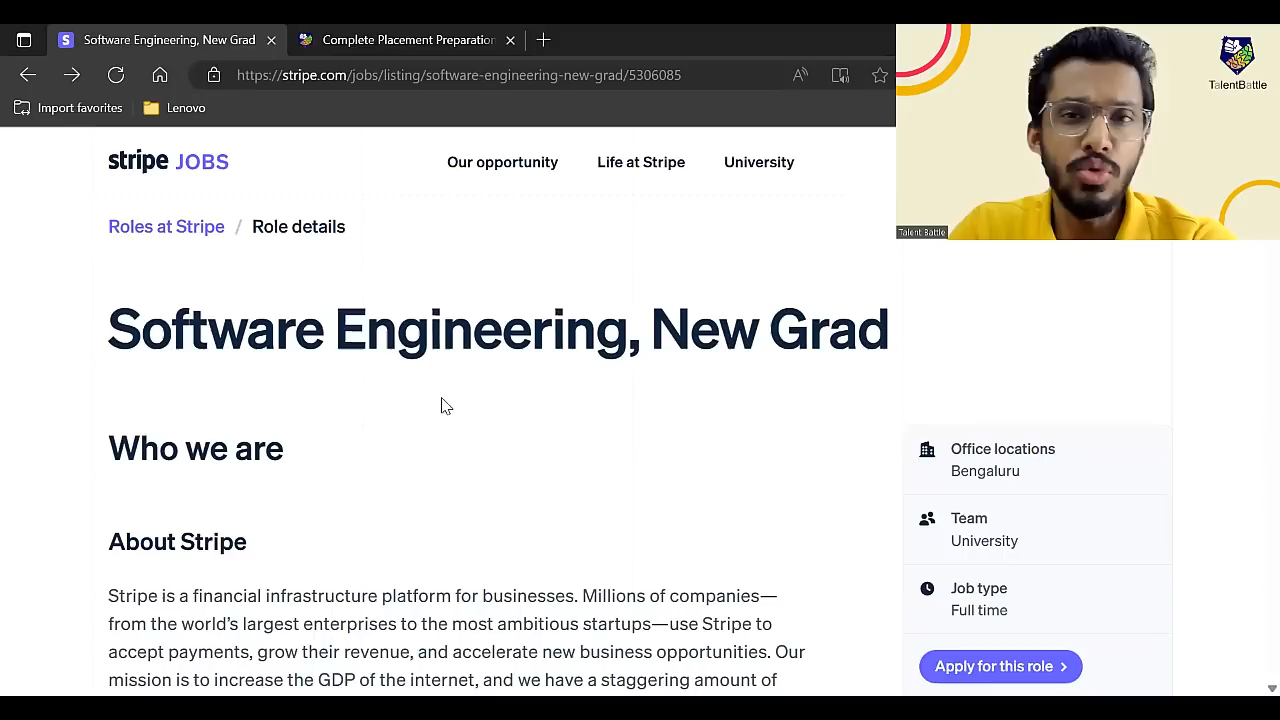 Software Engineering, New Grad
Complete Placement Preparation
https://stripe.com/jobs/listing/software-engineering-new-grad/5306085
Import favorites
Lenovo
TalentBattle
Talent Battle
stripe JOBS
Our opportunity
Life at Stripe
University
Roles at Stripe / Role details
Software Engineering, New Grad
Who we are
About Stripe
Stripe is a financial infrastructure platform for businesses. Millions of companies—
from the world's largest enterprises to the most ambitious startups—use Stripe to
accept payments, grow their revenue, and accelerate new business opportunities. Our
mission is to increase the GDP of the internet, and we have a staggering amount of
Office locations
Bengaluru
Team
University
Job type
Full time
Apply for this role